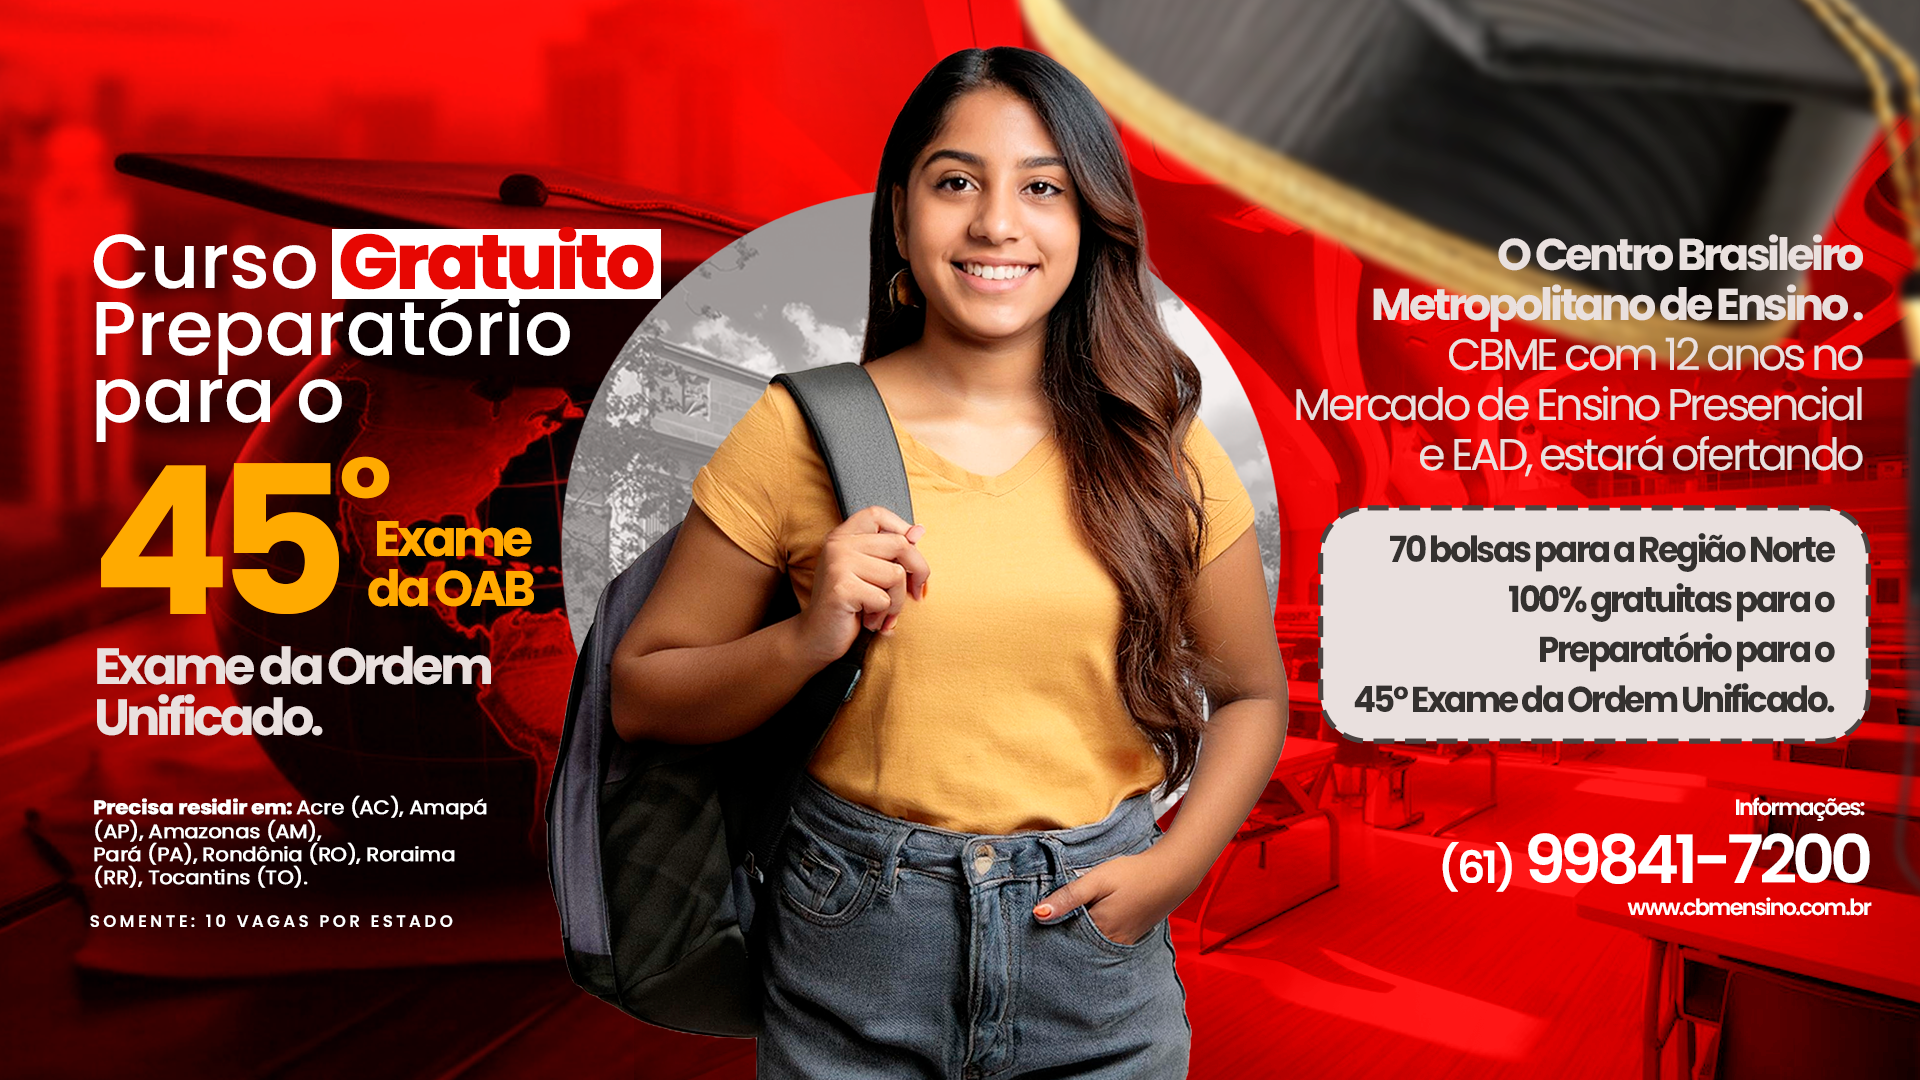 Curso Gratuito
Preparatório
para o
45º
Exame
da OAB
Exame da Ordem
Unificado.
Precisa residir em: Acre (AC), Amapá
(AP), Amazonas (AM),
Pará (PA), Rondônia (RO), Roraima
(RR), Tocantins (TO).
SOMENTE: 10 VAGAS POR ESTADO
O Centro Brasileiro
Metropolitano de Ensino .
CBME com 12 anos no
Mercado de Ensino Presencial
e EAD, estará ofertando
70 bolsas para a Região Norte
100% gratuitas para o
Preparatório para o
45º Exame da Ordem Unificado.
Informações:
(61) 99841-7200
www.cbmensino.com.br